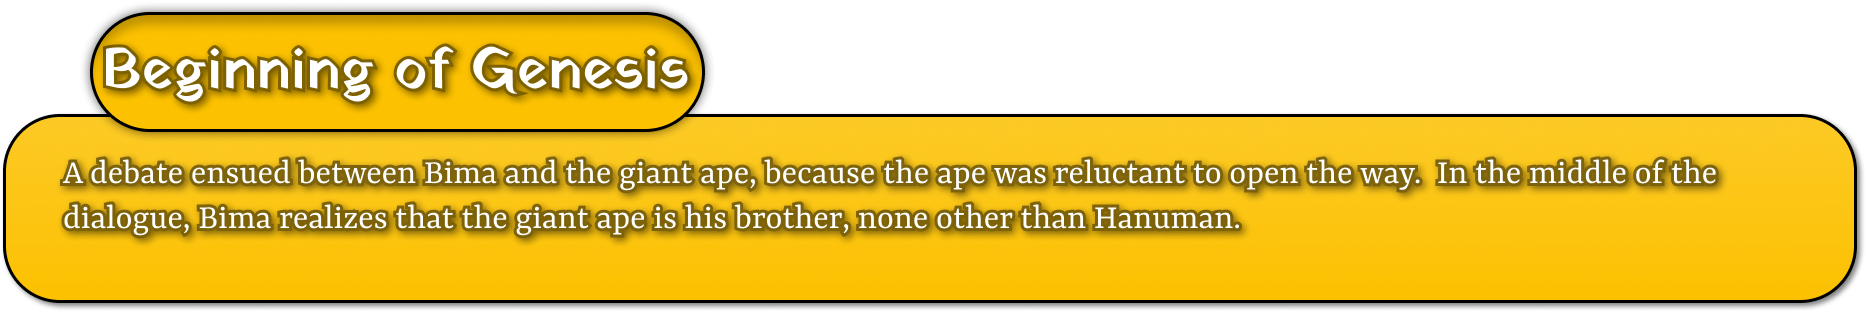 Beginning of Genesis
A debate ensued between Bima and the giant ape, because the ape was reluctant to open the way.  In the middle of the
dialogue, Bima realizes that the giant ape is his brother, none other than Hanuman.